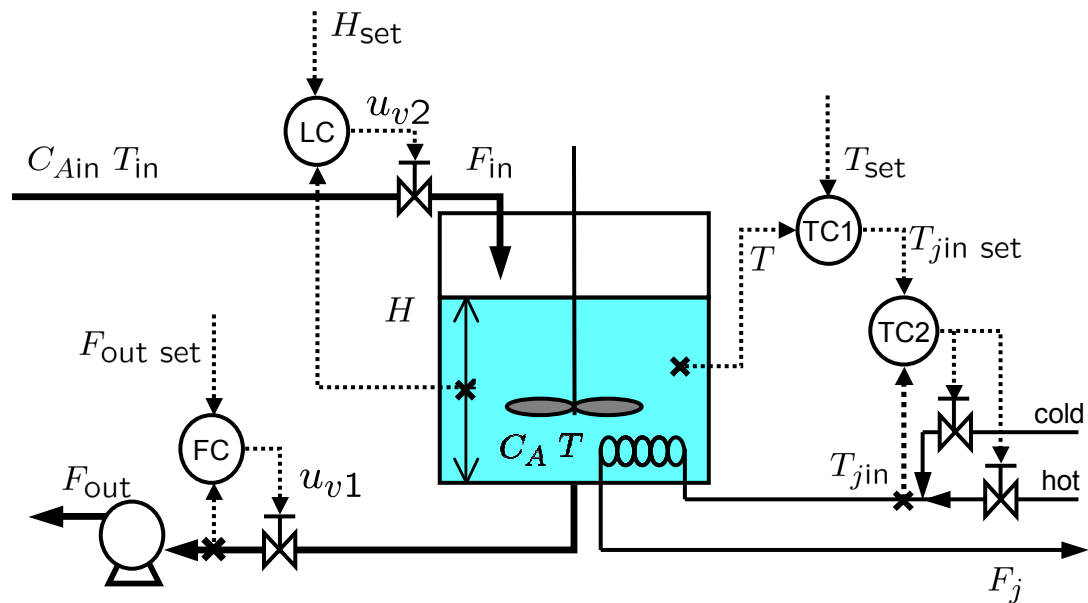 H_set
LC
u_v2
C_Ain T_in
F_in
T_set
TC1
T
T_jin set
H
TC2
F_out set
cold
FC
C_A T
T_jin
hot
F_out
u_v1
F_j